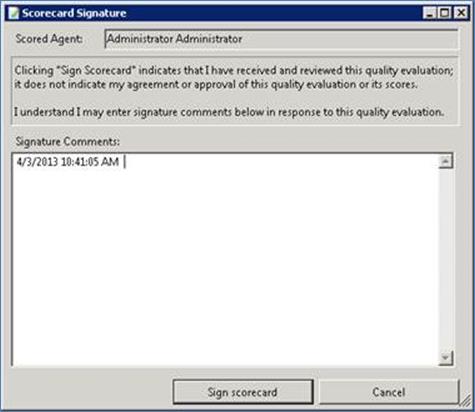 Scorecard Signature
Scored Agent: Administrator Administrator
Clicking "Sign Scorecard" indicates that I have received and reviewed this quality evaluation;
it does not indicate my agreement or approval of this quality evaluation or its scores.
I understand I may enter signature comments below in response to this quality evaluation.
Signature Comments:
4/3/2013 10:41:05 AM
Sign scorecard Cancel